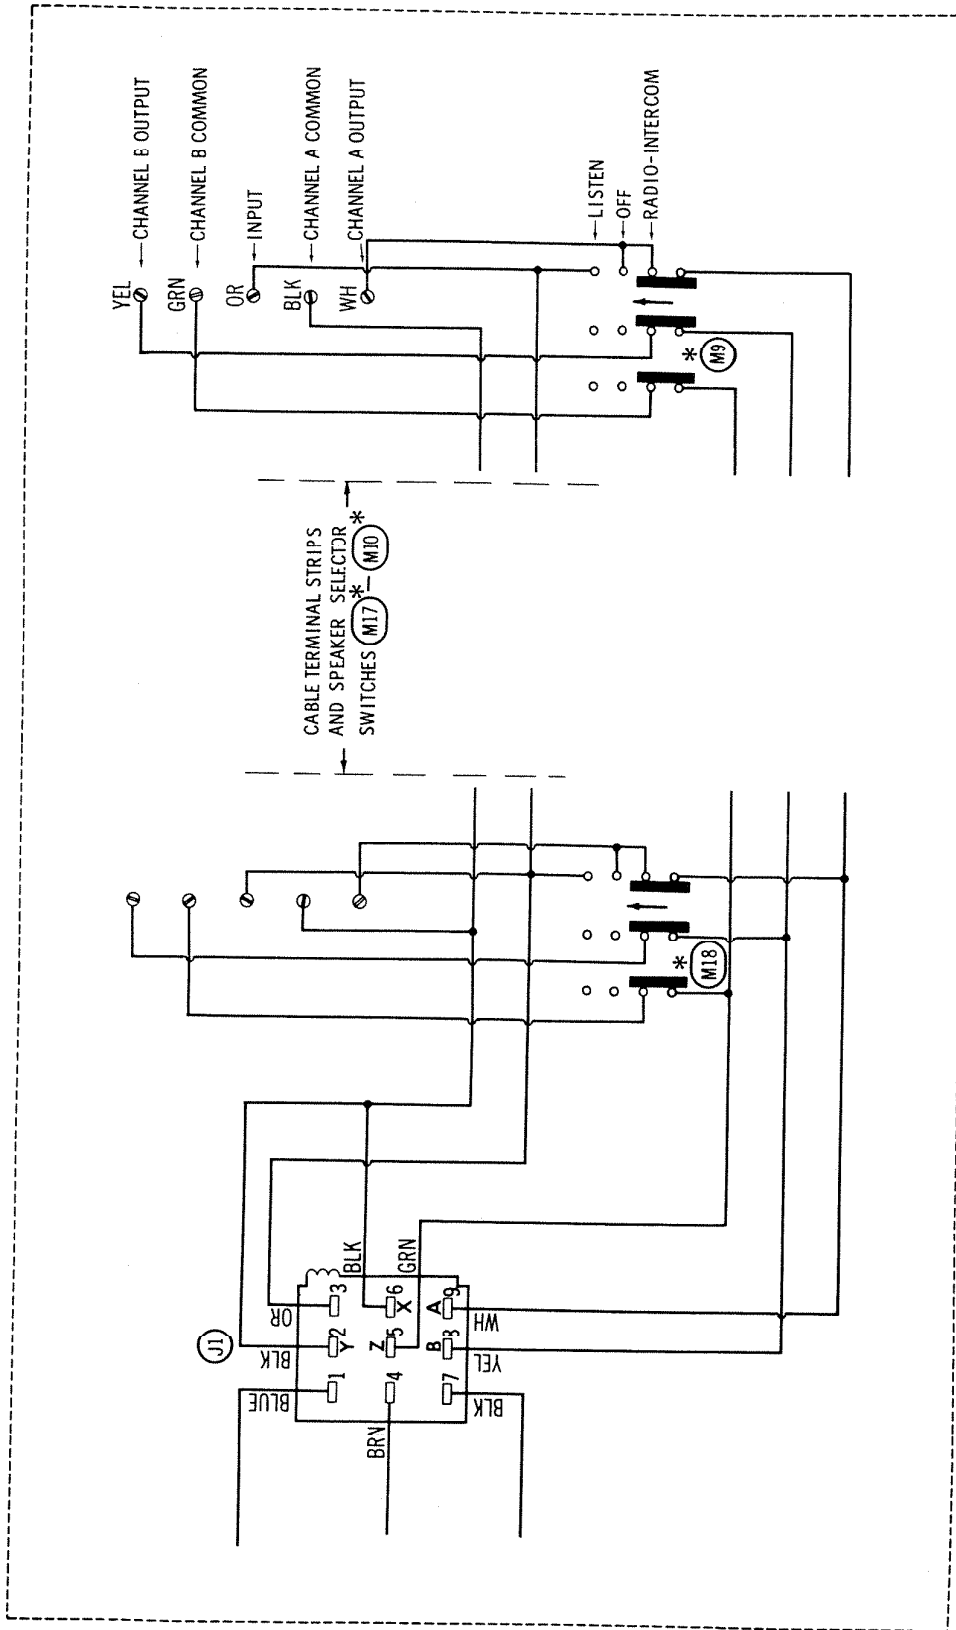 YEL
CHANNEL B OUTPUT
GRN
CHANNEL B COMMON
OR
INPUT
BLK
CHANNEL A COMMON
WH
CHANNEL A OUTPUT
LISTEN
OFF
RADIO-INTERCOM
* M9
CABLE TERMINAL STRIPS
AND SPEAKER SELECTOR
SWITCHES M17* – M10*
* M18
J1
BLUE
BLK
OR
BLK
GRN
BRN
BLK
YEL
WH
1
Y 2
3
4
Z 5
X 6
7
B 8
A 9